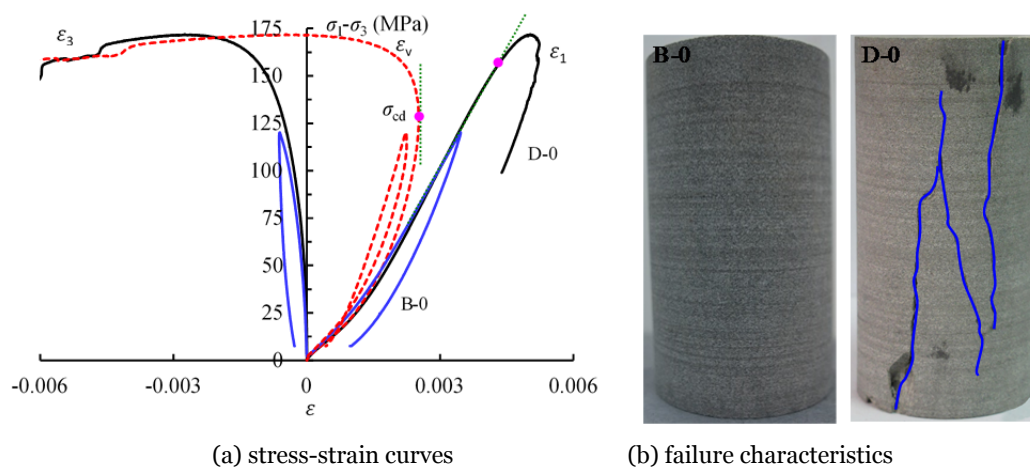 σ1-σ3 (MPa)
175
150
125
100
75
50
25
0
ε3
εv
ε1
σcd
D-0
B-0
-0.006 -0.003 0 0.003 0.006
ε
B-0
D-0
(a) stress-strain curves
(b) failure characteristics